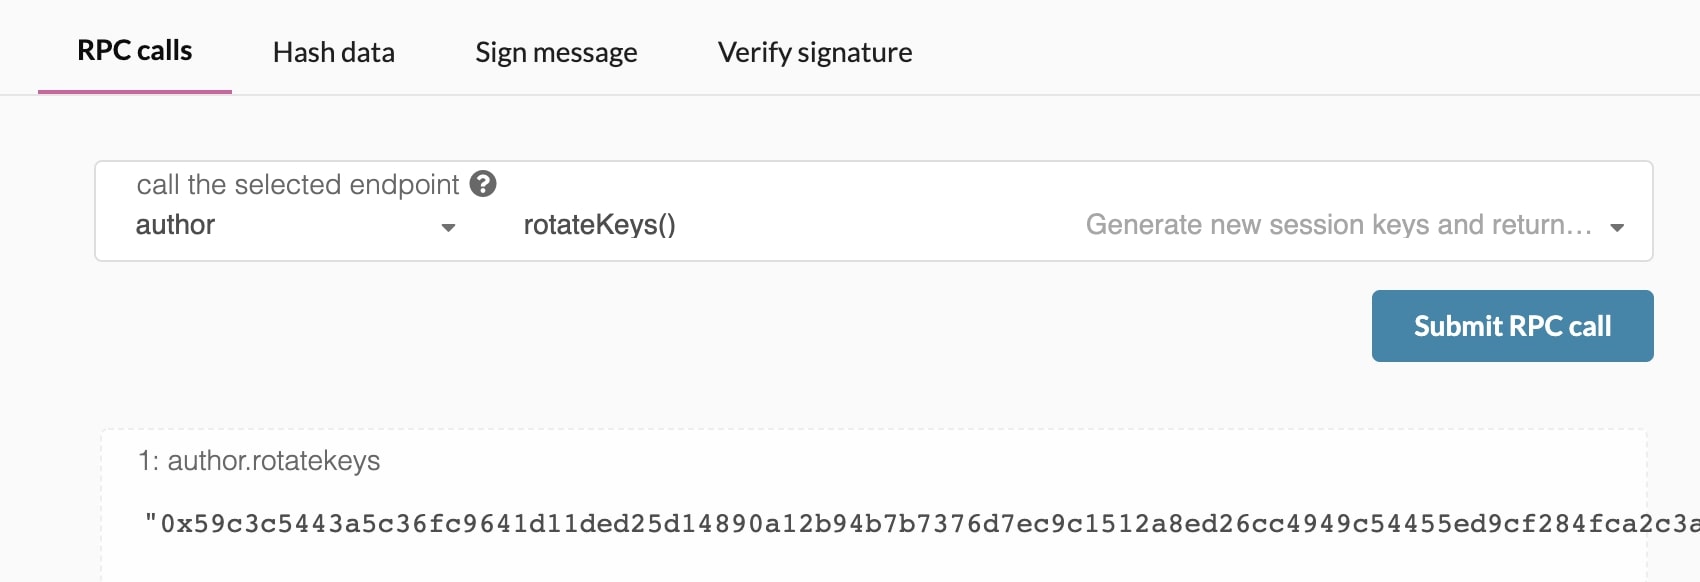 RPC calls Hash data Sign message Verify signature
call the selected endpoint ?
author rotateKeys() Generate new session keys and return...
Submit RPC call
1: author.rotatekeys
"0x59c3c5443a5c36fc9641d11ded25d14890a12b94b7b7376d7ec9c1512a8ed26cc4949c54455ed9cf284fca2c3a